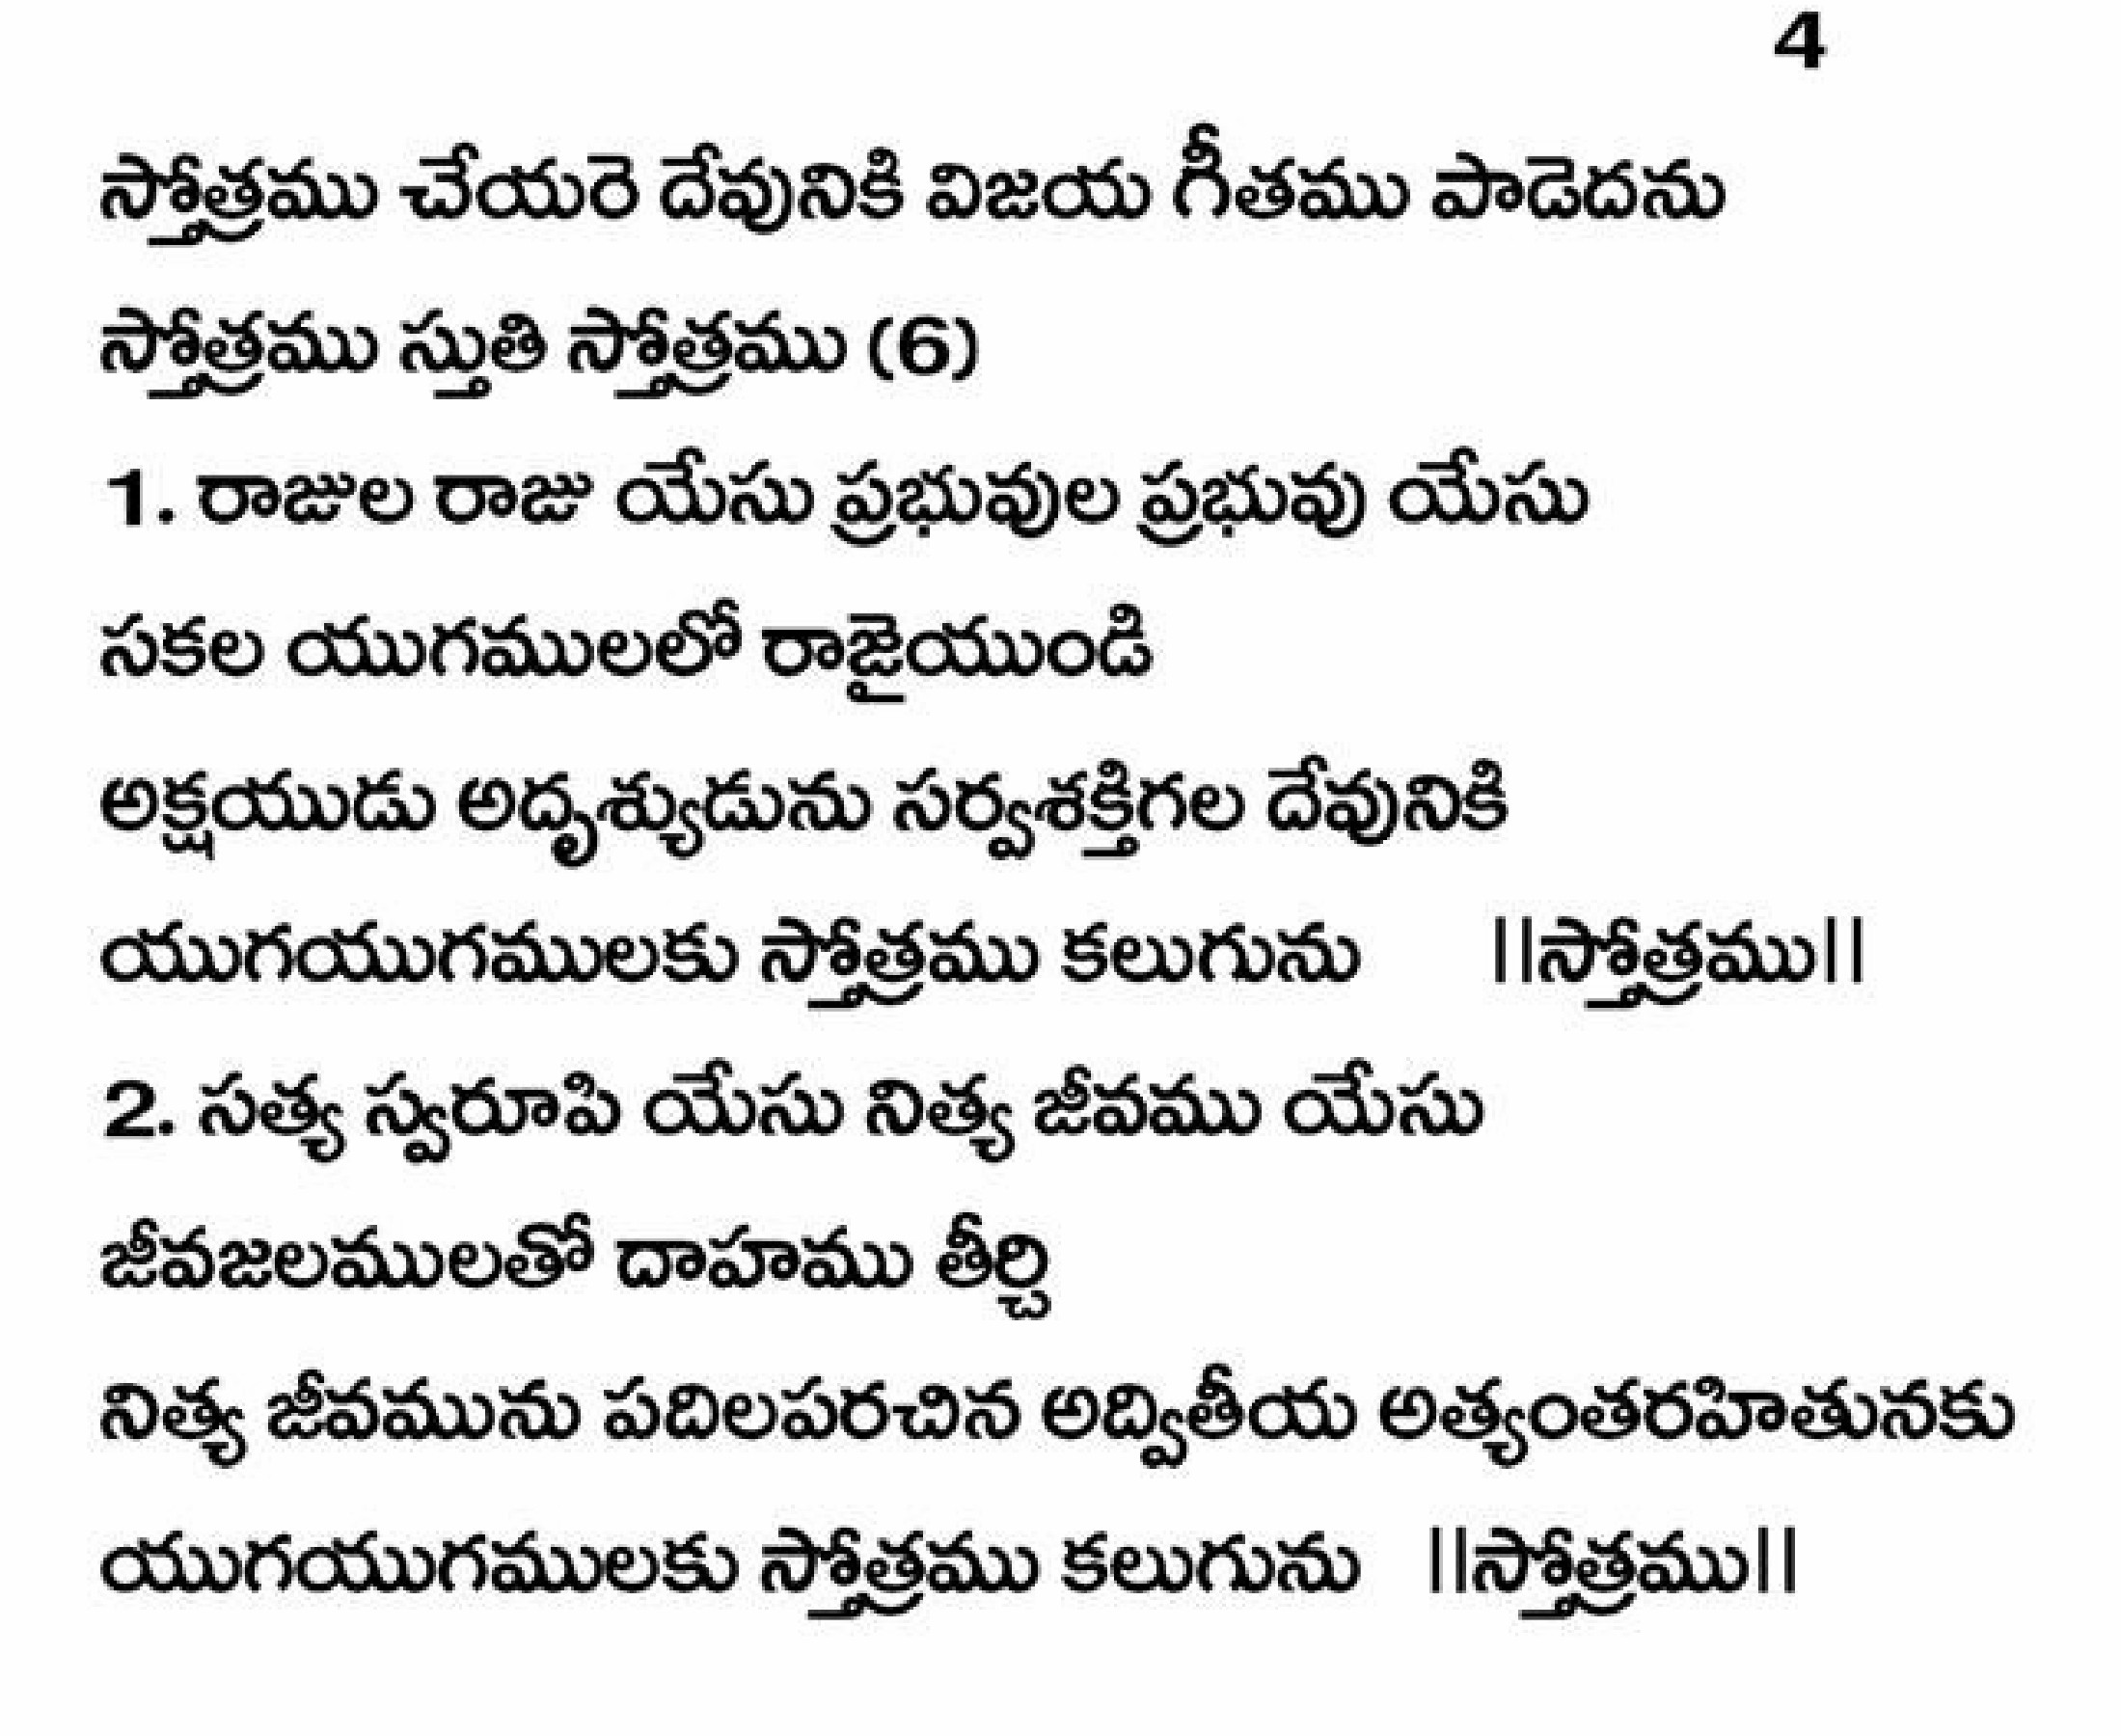 4
స్తోత్రము చేయరె దేవునికి విజయ గీతము పాడెదను
స్తోత్రము స్తుతి స్తోత్రము (6)
1. రాజుల రాజు యేసు ప్రభువుల ప్రభువు యేసు
సకల యుగములలో రాజైయుండి
అక్షయుడు అదృశ్యుడును సర్వశక్తిగల దేవునికి
యుగయుగములకు స్తోత్రము కలుగును ||స్తోత్రము||
2. సత్య స్వరూపి యేసు నిత్య జీవము యేసు
జీవజలములతో దాహము తీర్చి
నిత్య జీవమును పదిలపరచిన అద్వితీయ అత్యంతరహితునకు
యుగయుగములకు స్తోత్రము కలుగును ||స్తోత్రము||